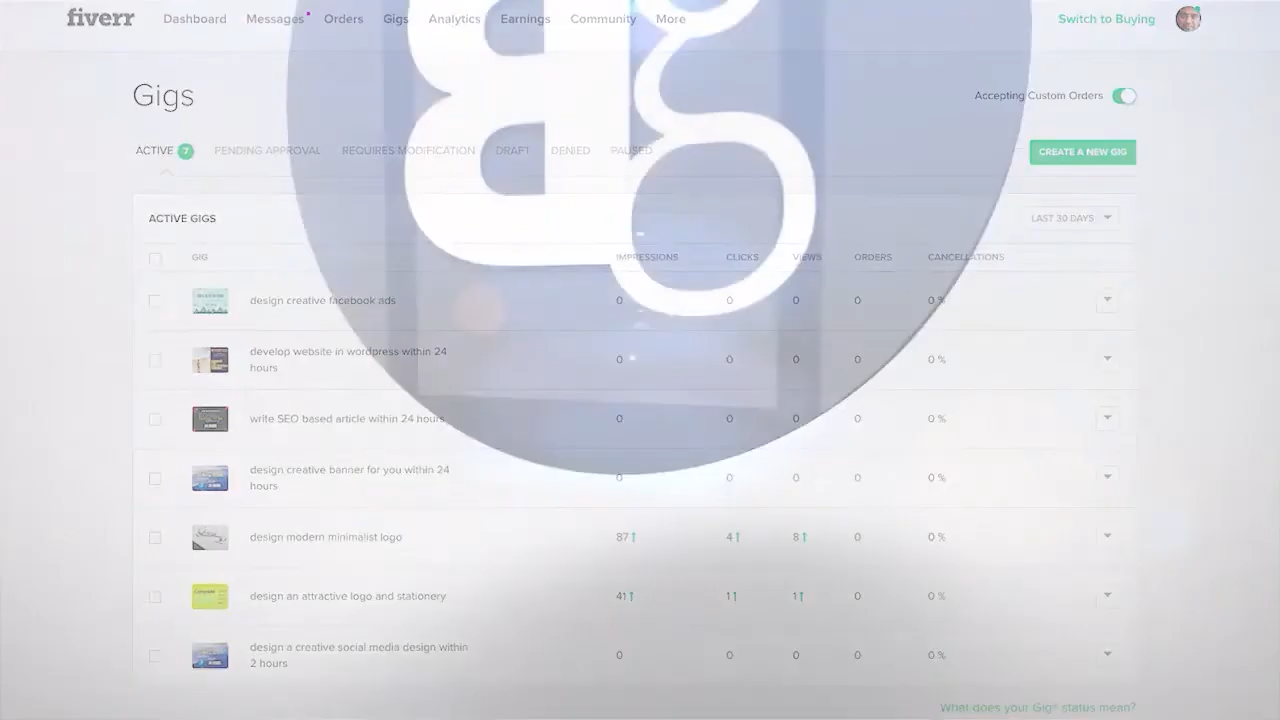 fiverr Dashboard Messages Orders Gigs Analytics Earnings Community More Switch to Buying
Gigs
Accepting Custom Orders
ACTIVE 7 PENDING APPROVAL REQUIRES MODIFICATION DRAFT DENIED PAUSED
CREATE A NEW GIG
ACTIVE GIGS
LAST 30 DAYS
GIG IMPRESSIONS CLICKS VIEWS ORDERS CANCELLATIONS
design creative facebook ads 0 0 0 0 0 %
develop website in wordpress within 24
hours
0 0 0 0 0 %
write SEO based article within 24 hours 0 0 0 0 0 %
design creative banner for you within 24
hours
0 0 0 0 0 %
design modern minimalist logo 87 4 8 0 0 %
design an attractive logo and stationery 41 1 1 0 0 %
design a creative social media design within
2 hours
0 0 0 0 0 %
What does your Gigs status mean?